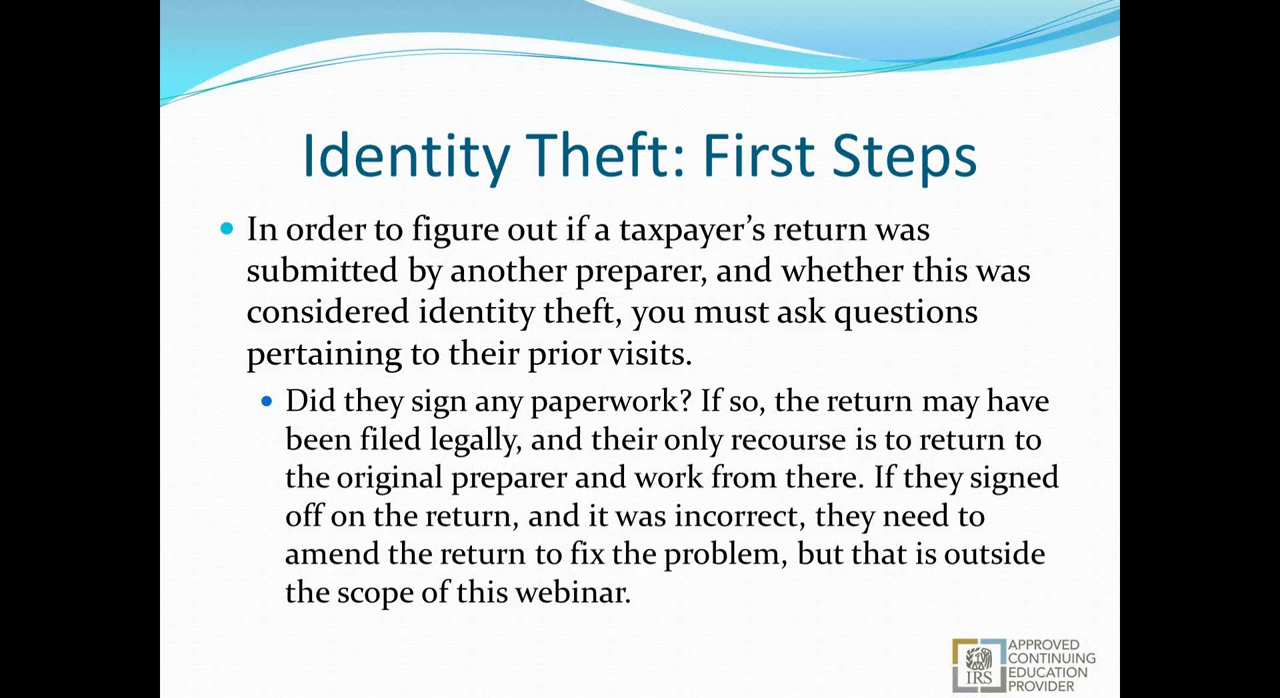 Identity Theft: First Steps
In order to figure out if a taxpayer’s return was
submitted by another preparer, and whether this was
considered identity theft, you must ask questions
pertaining to their prior visits.
Did they sign any paperwork? If so, the return may have
been filed legally, and their only recourse is to return to
the original preparer and work from there. If they signed
off on the return, and it was incorrect, they need to
amend the return to fix the problem, but that is outside
the scope of this webinar.
APPROVED
CONTINUING
EDUCATION
PROVIDER
IRS